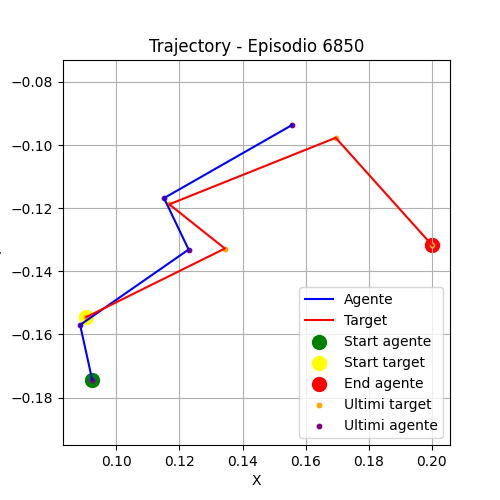 Trajectory - Episodio 6850
−0.08
−0.10
−0.12
−0.14
−0.16
−0.18
0.10 0.12 0.14 0.16 0.18 0.20
X
Agente
Target
Start agente
Start target
End agente
Ultimi target
Ultimi agente